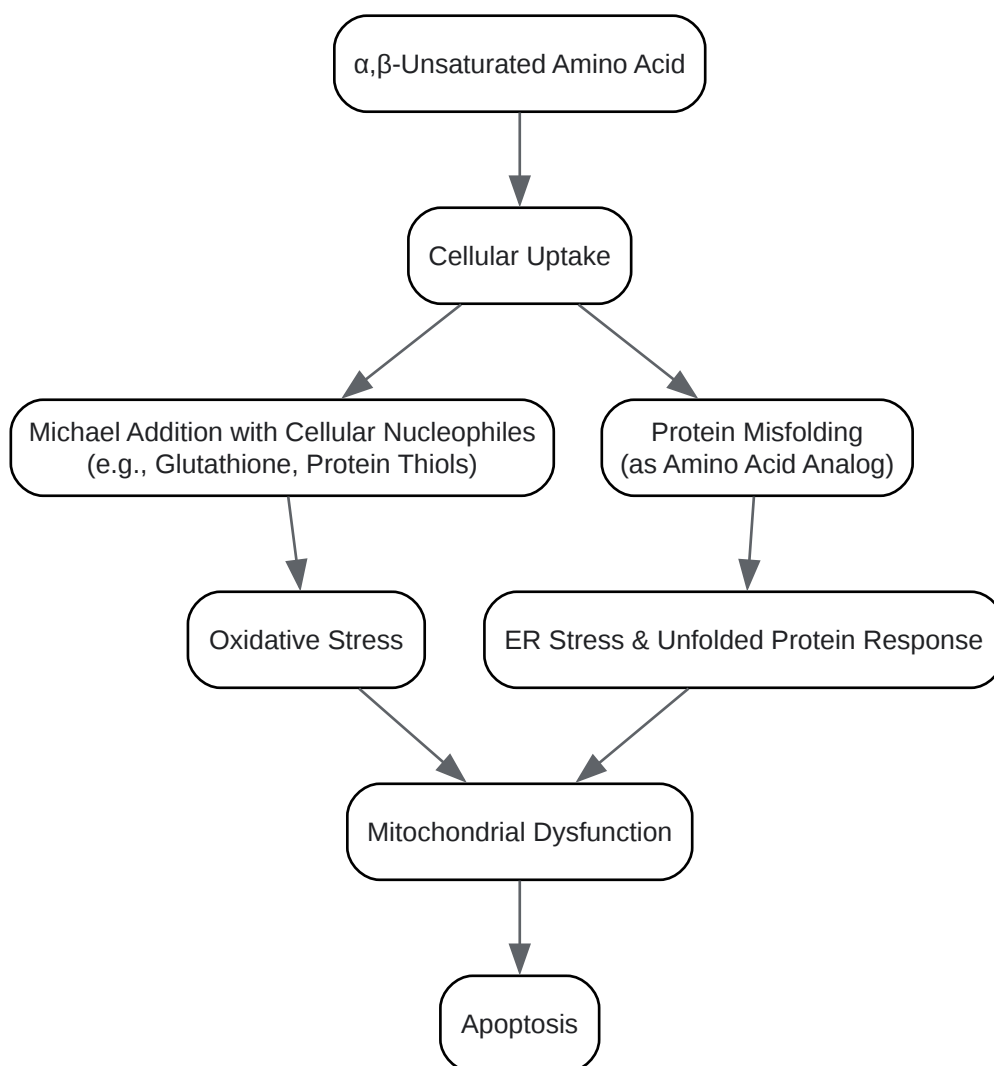 α,β-Unsaturated Amino Acid
Cellular Uptake
Michael Addition with Cellular Nucleophiles
(e.g., Glutathione, Protein Thiols)
Protein Misfolding
(as Amino Acid Analog)
Oxidative Stress
ER Stress & Unfolded Protein Response
Mitochondrial Dysfunction
Apoptosis